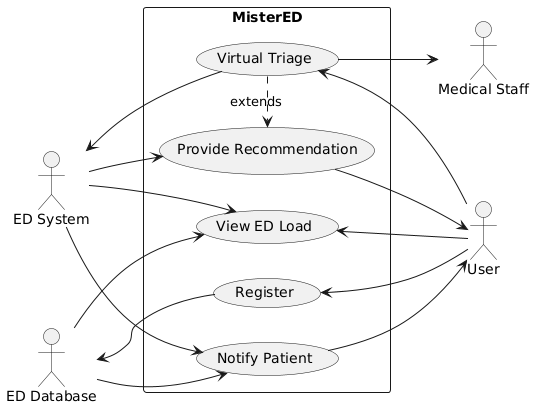 MisterED
Virtual Triage
Medical Staff
extends
Provide Recommendation
ED System
View ED Load
User
Register
Notify Patient
ED Database